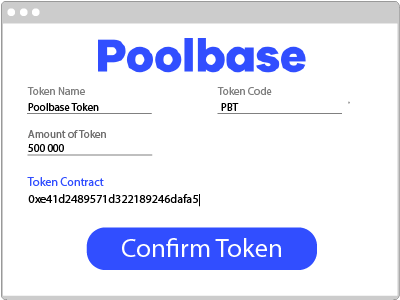 Poolbase
Token Name Token Code
Poolbase Token PBT
Amount of Token
500 000
Token Contract
0xe41d2489571d322189246dafa5
Confirm Token